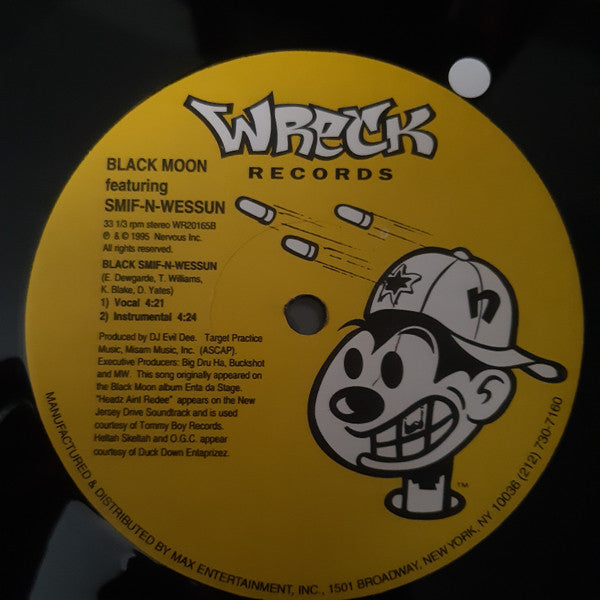 WRECK
RECORDS
BLACK MOON
featuring
SMIF-N-WESSUN
33 1/3 rpm stereo WR20165B
℗ & © 1995 Nervous Inc.
All rights reserved.
BLACK SMIF-N-WESSUN
(E. Dewgarde, T. Williams,
K. Blake, D. Yates)
1) Vocal 4:21
2) Instrumental 4:24
Produced by DJ Evil Dee. Target Practice
Music, Misam Music, Inc. (ASCAP).
Executive Producers: Big Dru Ha, Buckshot
and MW. This song originally appeared on
the Black Moon album Enta da Stage.
"Headz Aint Redee" appears on the New
Jersey Drive Soundtrack and is used
courtesy of Tommy Boy Records.
Heltah Skeltah and O.G.C. appear
courtesy of Duck Down Entaprizez.
n
TM
MANUFACTURED & DISTRIBUTED BY MAX ENTERTAINMENT, INC., 1501 BROADWAY, NEW YORK, NY 10036 (212) 730-7160